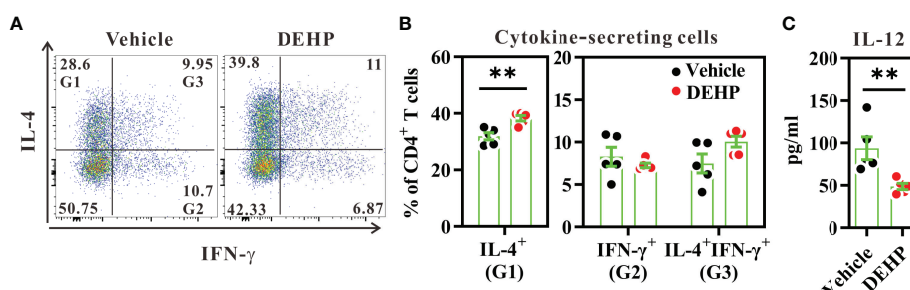 A
Vehicle
DEHP
IL-4
28.6
9.95
G1
G3
50.75
10.7
G2
39.8
11
42.33
6.87
IFN-γ
B
Cytokine-secreting cells
% of CD4⁺ T cells
60
40
20
0
**
IL-4⁺
(G1)
20
15
10
5
0
Vehicle
DEHP
IFN-γ⁺
(G2)
IL-4⁺IFN-γ⁺
(G3)
C
IL-12
pg/ml
200
150
100
50
0
**
Vehicle
DEHP